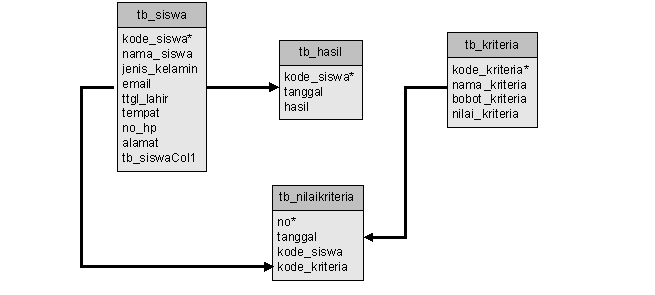 tb_siswa
kode_siswa*
nama_siswa
jenis_kelamin
email
ttgl_lahir
tempat
no_hp
alamat
tb_siswaCol1
tb_hasil
kode_siswa*
tanggal
hasil
tb_kriteria
kode_kriteria*
nama_kriteria
bobot_kriteria
nilai_kriteria
tb_nilaikriteria
no*
tanggal
kode_siswa
kode_kriteria